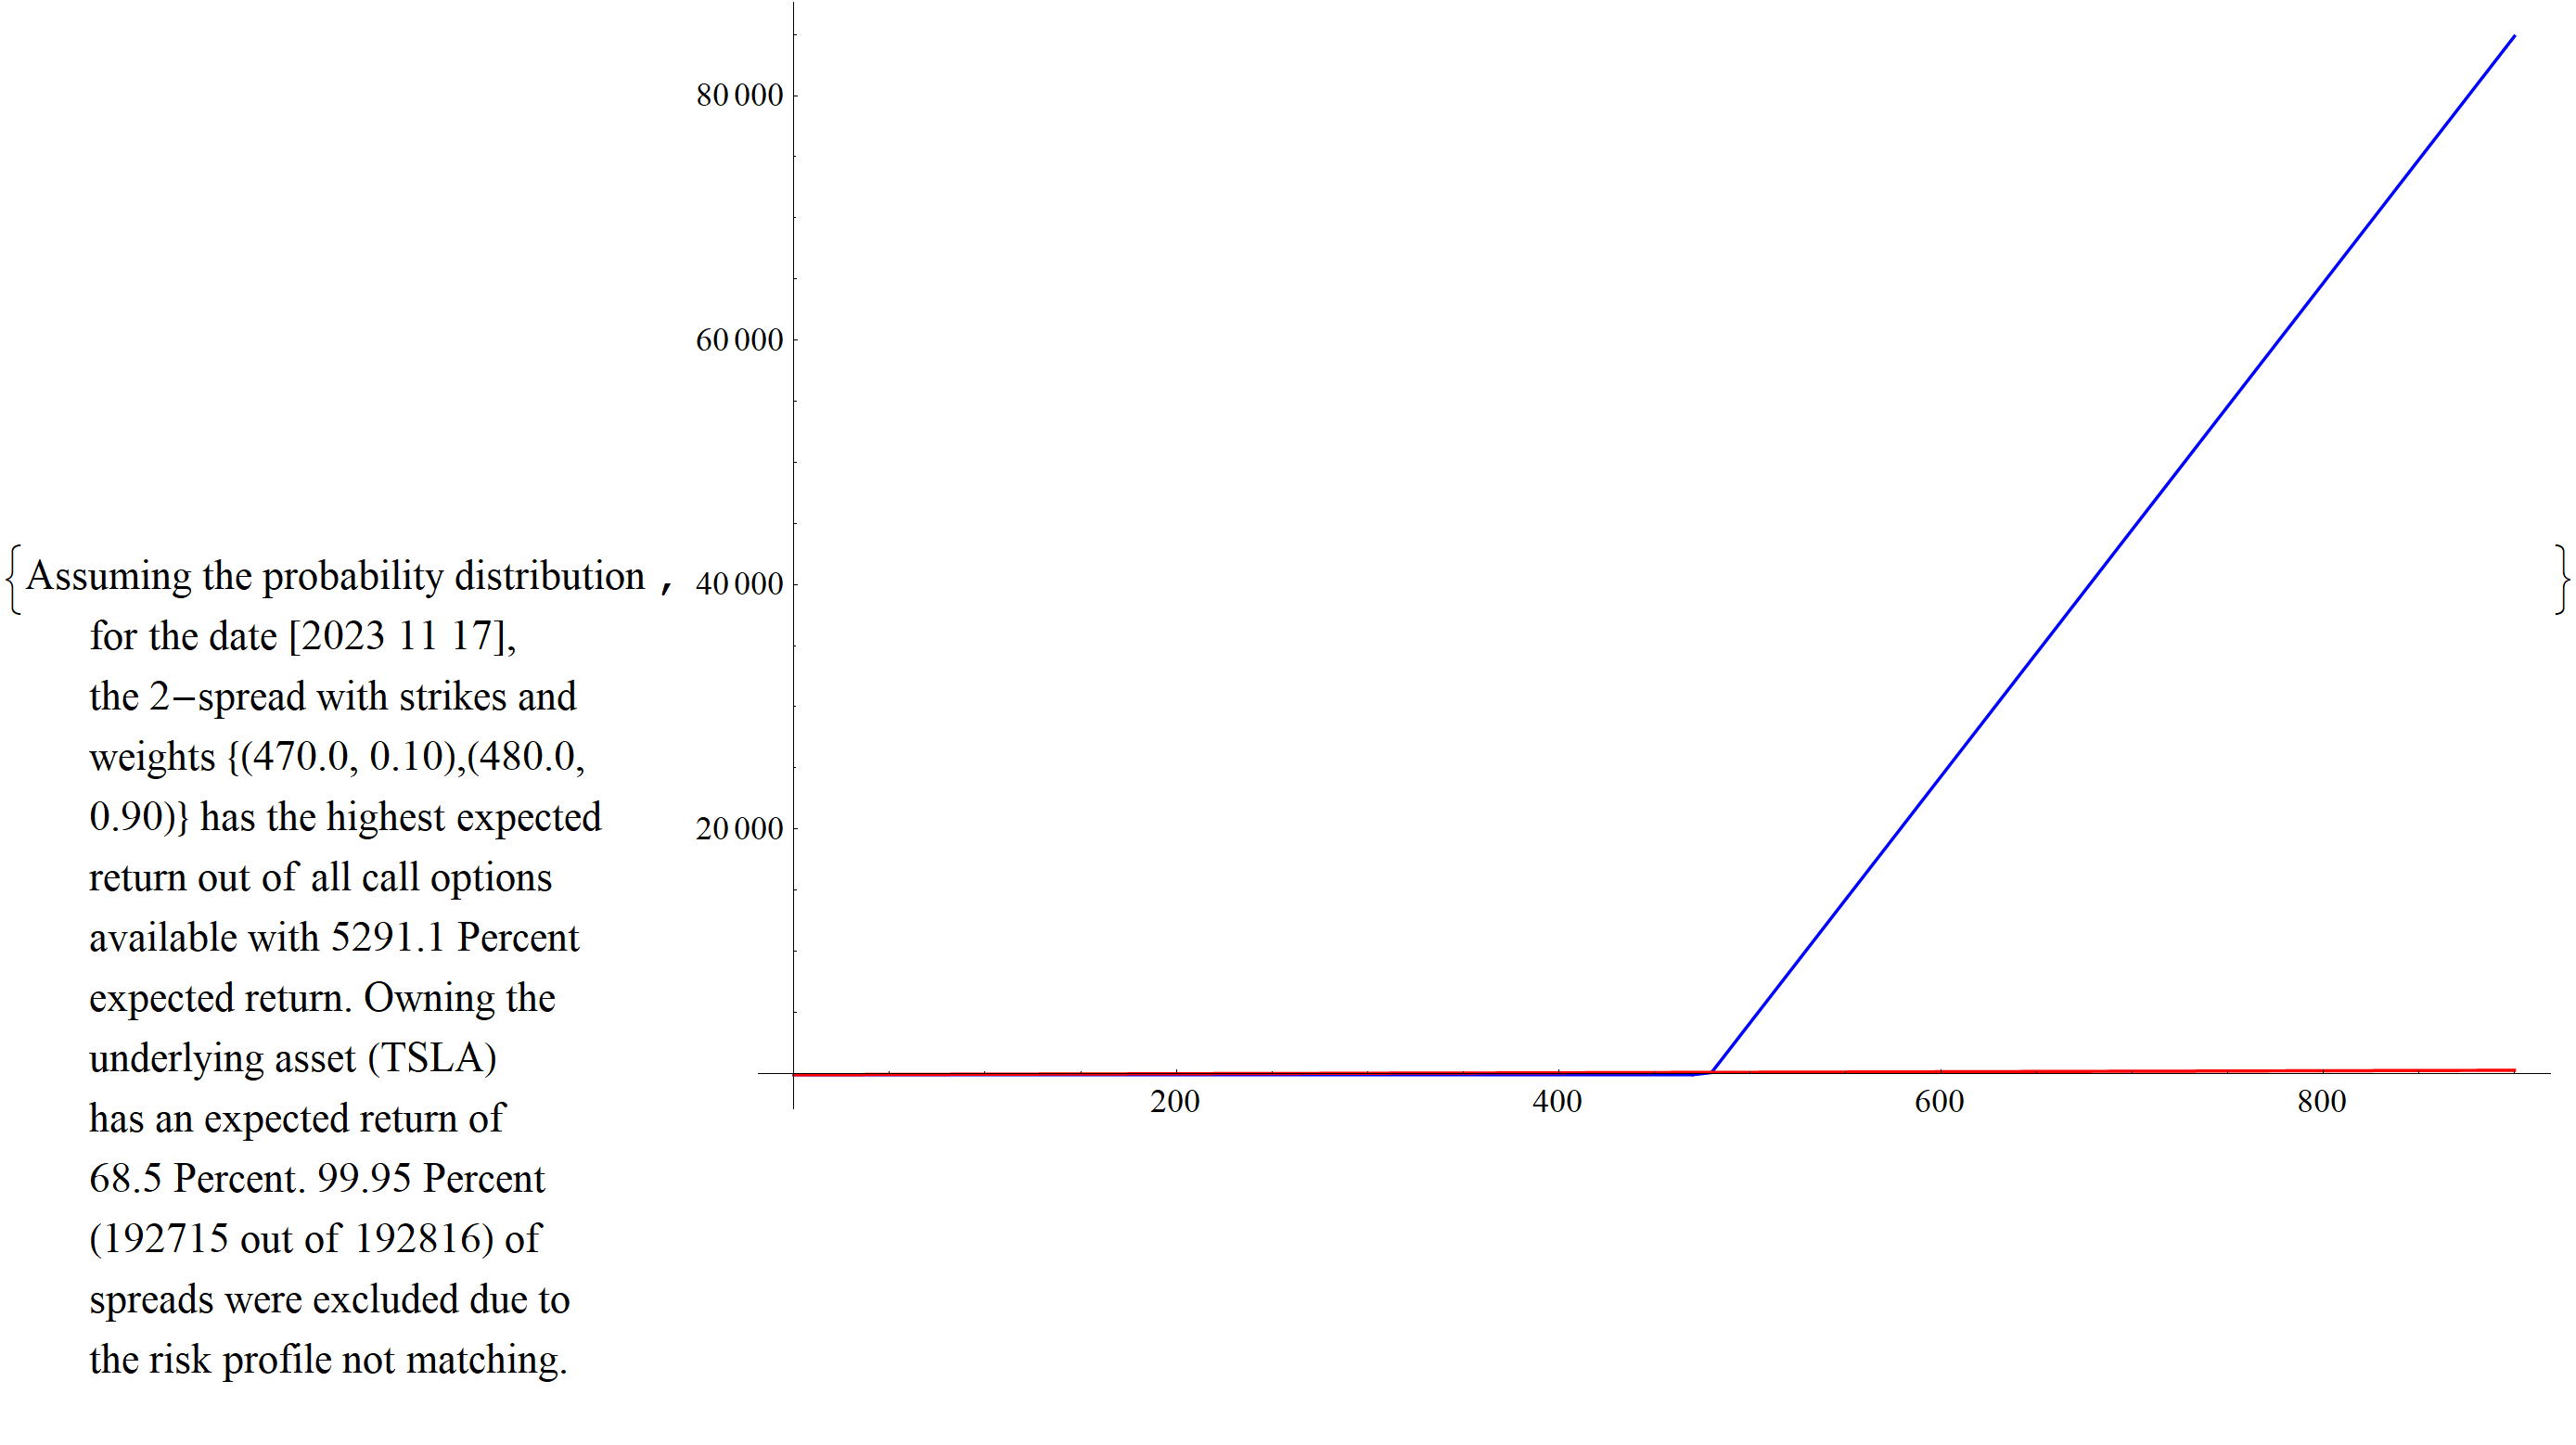 {Assuming the probability distribution ,
for the date [2023 11 17],
the 2−spread with strikes and
weights {(470.0, 0.10),(480.0,
0.90)} has the highest expected
return out of all call options
available with 5291.1 Percent
expected return. Owning the
underlying asset (TSLA)
has an expected return of
68.5 Percent. 99.95 Percent
(192715 out of 192816) of
spreads were excluded due to
the risk profile not matching.
80 000
60 000
40 000
20 000
200 400 600 800
}